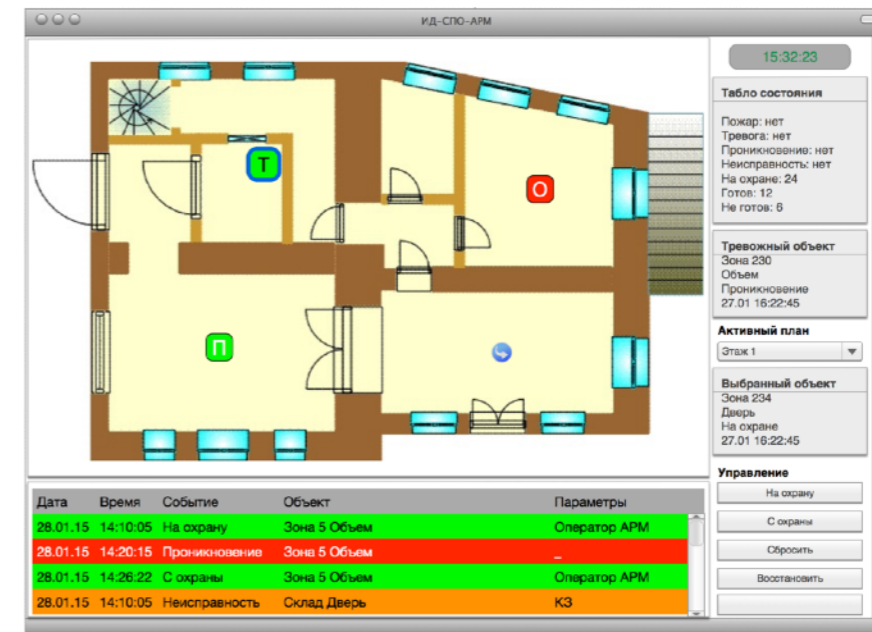 ИД-СПО-АРМ
15:32:23
Табло состояния
Пожар: нет
Тревога: нет
Проникновение: нет
Неисправность: нет
На охране: 24
Готов: 12
Не готов: 6
Т
О
П
Тревожный объект
Зона 230
Объем
Проникновение
27.01 16:22:45
Активный план
Этаж 1
Выбранный объект
Зона 234
Дверь
На охране
27.01 16:22:45
Управление
На охрану
С охраны
Сбросить
Восстановить
Дата Время Событие Объект Параметры
28.01.15 14:10:05 На охрану Зона 5 Объем Оператор АРМ
28.01.15 14:20:15 Проникновение Зона 5 Объем _
28.01.15 14:26:22 С охраны Зона 5 Объем Оператор АРМ
28.01.15 14:10:05 Неисправность Склад Дверь КЗ